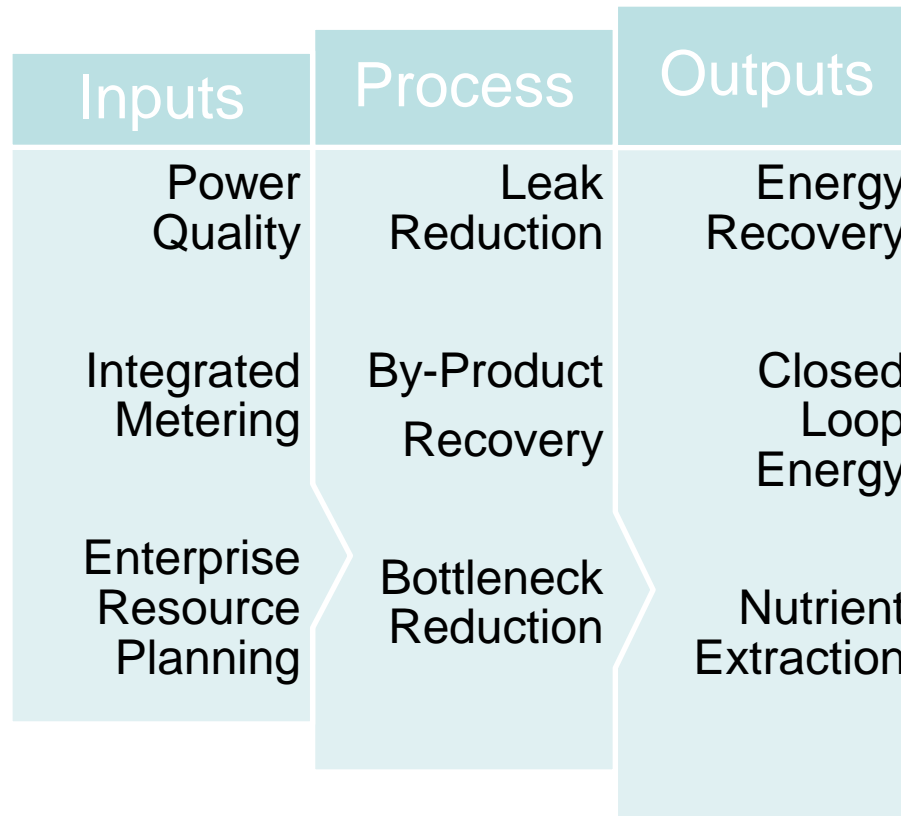 Inputs
Power
Quality
Integrated
Metering
Enterprise
Resource
Planning
Process
Leak
Reduction
By-Product
Recovery
Bottleneck
Reduction
Outputs
Energy
Recovery
Closed
Loop
Energy
Nutrient
Extraction